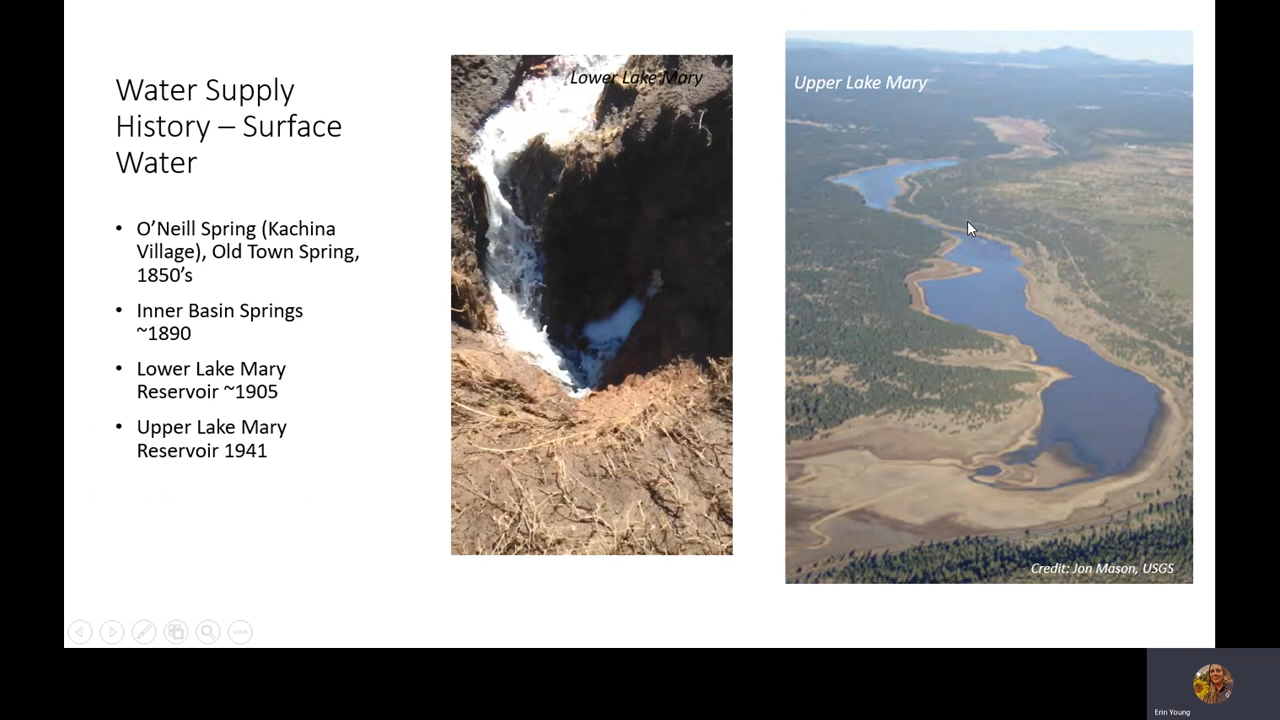 Water Supply
History – Surface
Water
• O’Neill Spring (Kachina
Village), Old Town Spring,
1850’s
• Inner Basin Springs
~1890
• Lower Lake Mary
Reservoir ~1905
• Upper Lake Mary
Reservoir 1941
Lower Lake Mary
Upper Lake Mary
Credit: Jon Mason, USGS
Erin Young